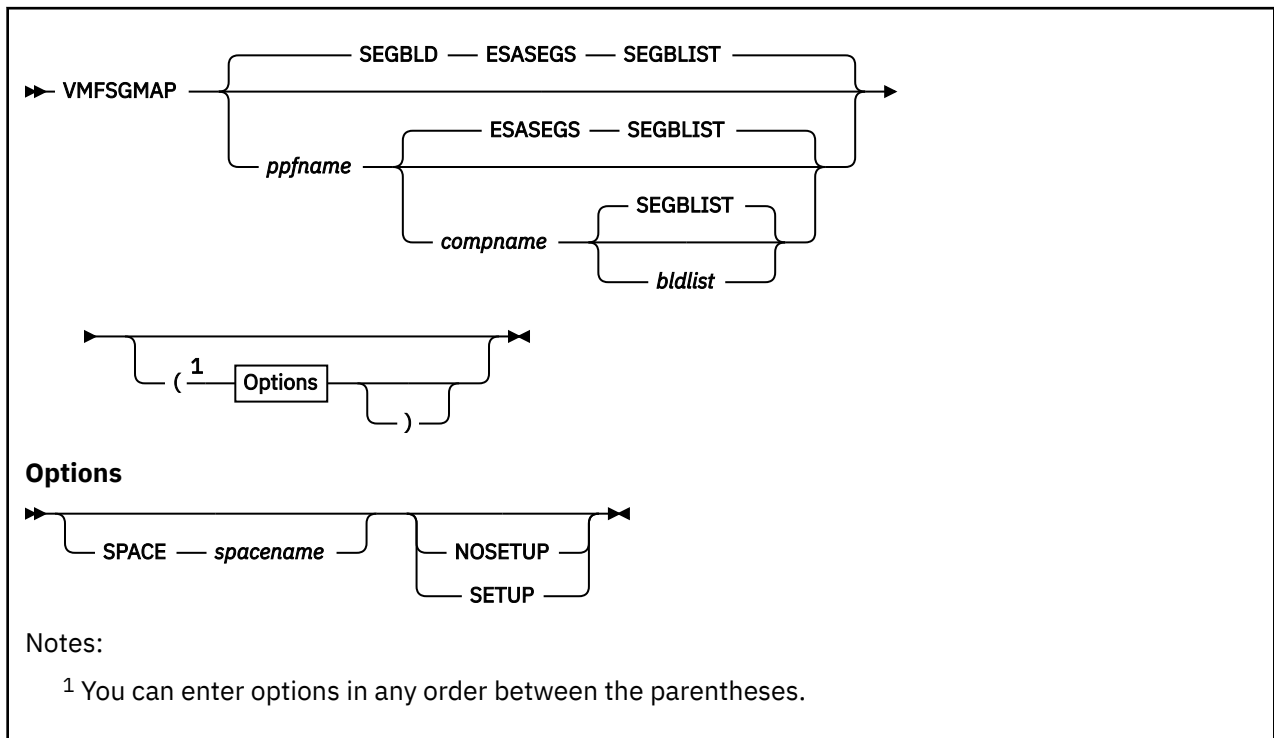 SEGBLD ESASEGS SEGBLIST
VMFSGMAP
ESASEGS SEGBLIST
ppfname
SEGBLIST
compname
bldlist
( 1 Options
)
Options
SPACE spacename NOSETUP
SETUP
Notes:
1 You can enter options in any order between the parentheses.